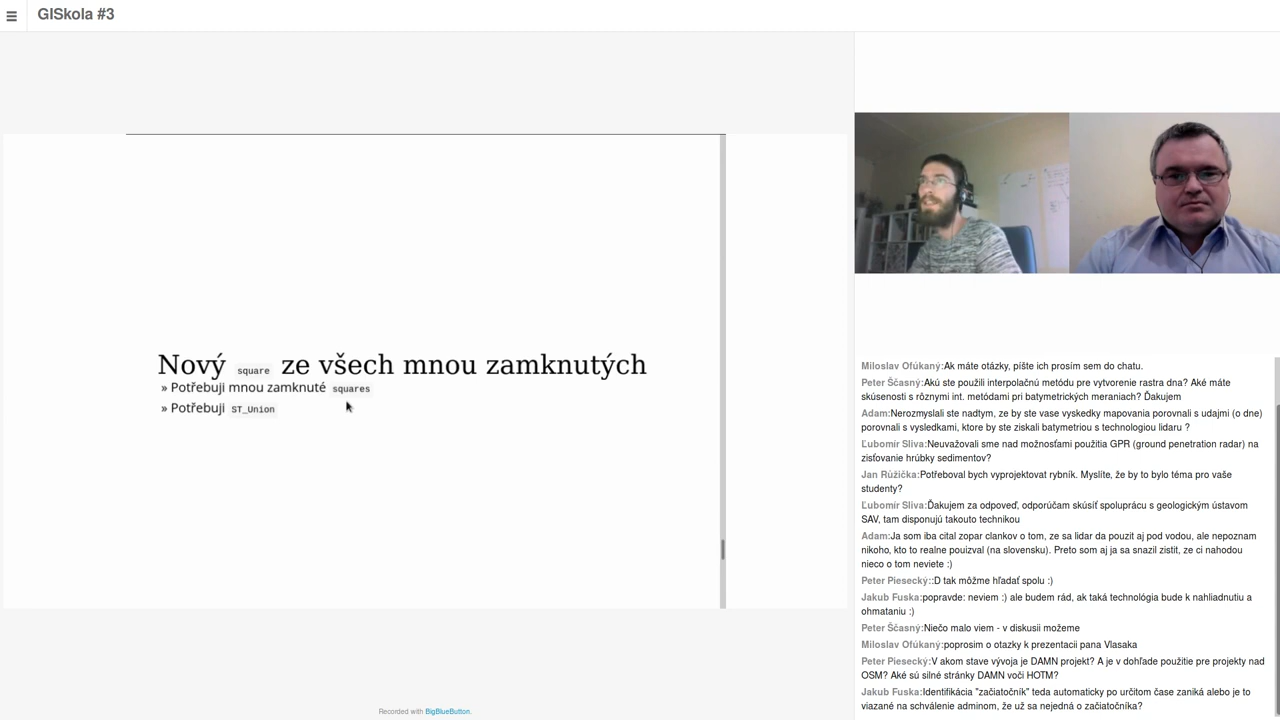 GISkola #3
Nový square ze všech mnou zamknutých
» Potřebuji mnou zamknuté squares
» Potřebuji ST_Union
Miloslav Ofúkaný:Ak máte otázky, píšte ich prosím sem do chatu.
Peter Ščasný:Akú ste použili interpolačnú metódu pre vytvorenie rastra dna? Aké máte
skúsenosti s rôznymi int. metódami pri batymetrických meraniach? Ďakujem
Adam:Nerozmyslali ste nadtym, ze by ste vase vyskedky mapovania porovnali s udajmi (o dne)
porovnali s vysledkami, ktore by ste ziskali batymetriou s technologiou lidaru ?
Ľubomír Sliva:Neuvažovali sme nad možnosťami použitia GPR (ground penetration radar) na
zisťovanie hrúbky sedimentov?
Jan Růžička:Potřeboval bych vyprojektovat rybník. Myslíte, že by to bylo téma pro vaše
studenty?
Ľubomír Sliva:Ďakujem za odpoveď, odporúčam skúsiť spoluprácu s geologickým ústavom
SAV, tam disponujú takouto technikou
Adam:Ja som iba cital zopar clankov o tom, ze sa lidar da pouzit aj pod vodou, ale nepoznam
nikoho, kto to realne pouizval (na slovensku). Preto som aj ja sa snazil zistit, ze ci nahodou
nieco o tom neviete :)
Peter Piesecký::D tak môžme hľadať spolu :)
Jakub Fuska:popravde: neviem :) ale budem rád, ak taká technológia bude k nahliadnutiu a
ohmataniu :)
Peter Ščasný:Niečo malo viem - v diskusii možeme
Miloslav Ofúkaný:poprosim o otazky k prezentacii pana Vlasaka
Peter Piesecký:V akom stave vývoja je DAMN projekt? A je v dohľade použitie pre projekty nad
OSM? Aké sú silné stránky DAMN voči HOTM?
Jakub Fuska:Identifikácia "začiatočník" teda automaticky po určitom čase zaniká alebo je to
viazané na schválenie adminom, že už sa nejedná o začiatočníka?
Recorded with BigBlueButton.